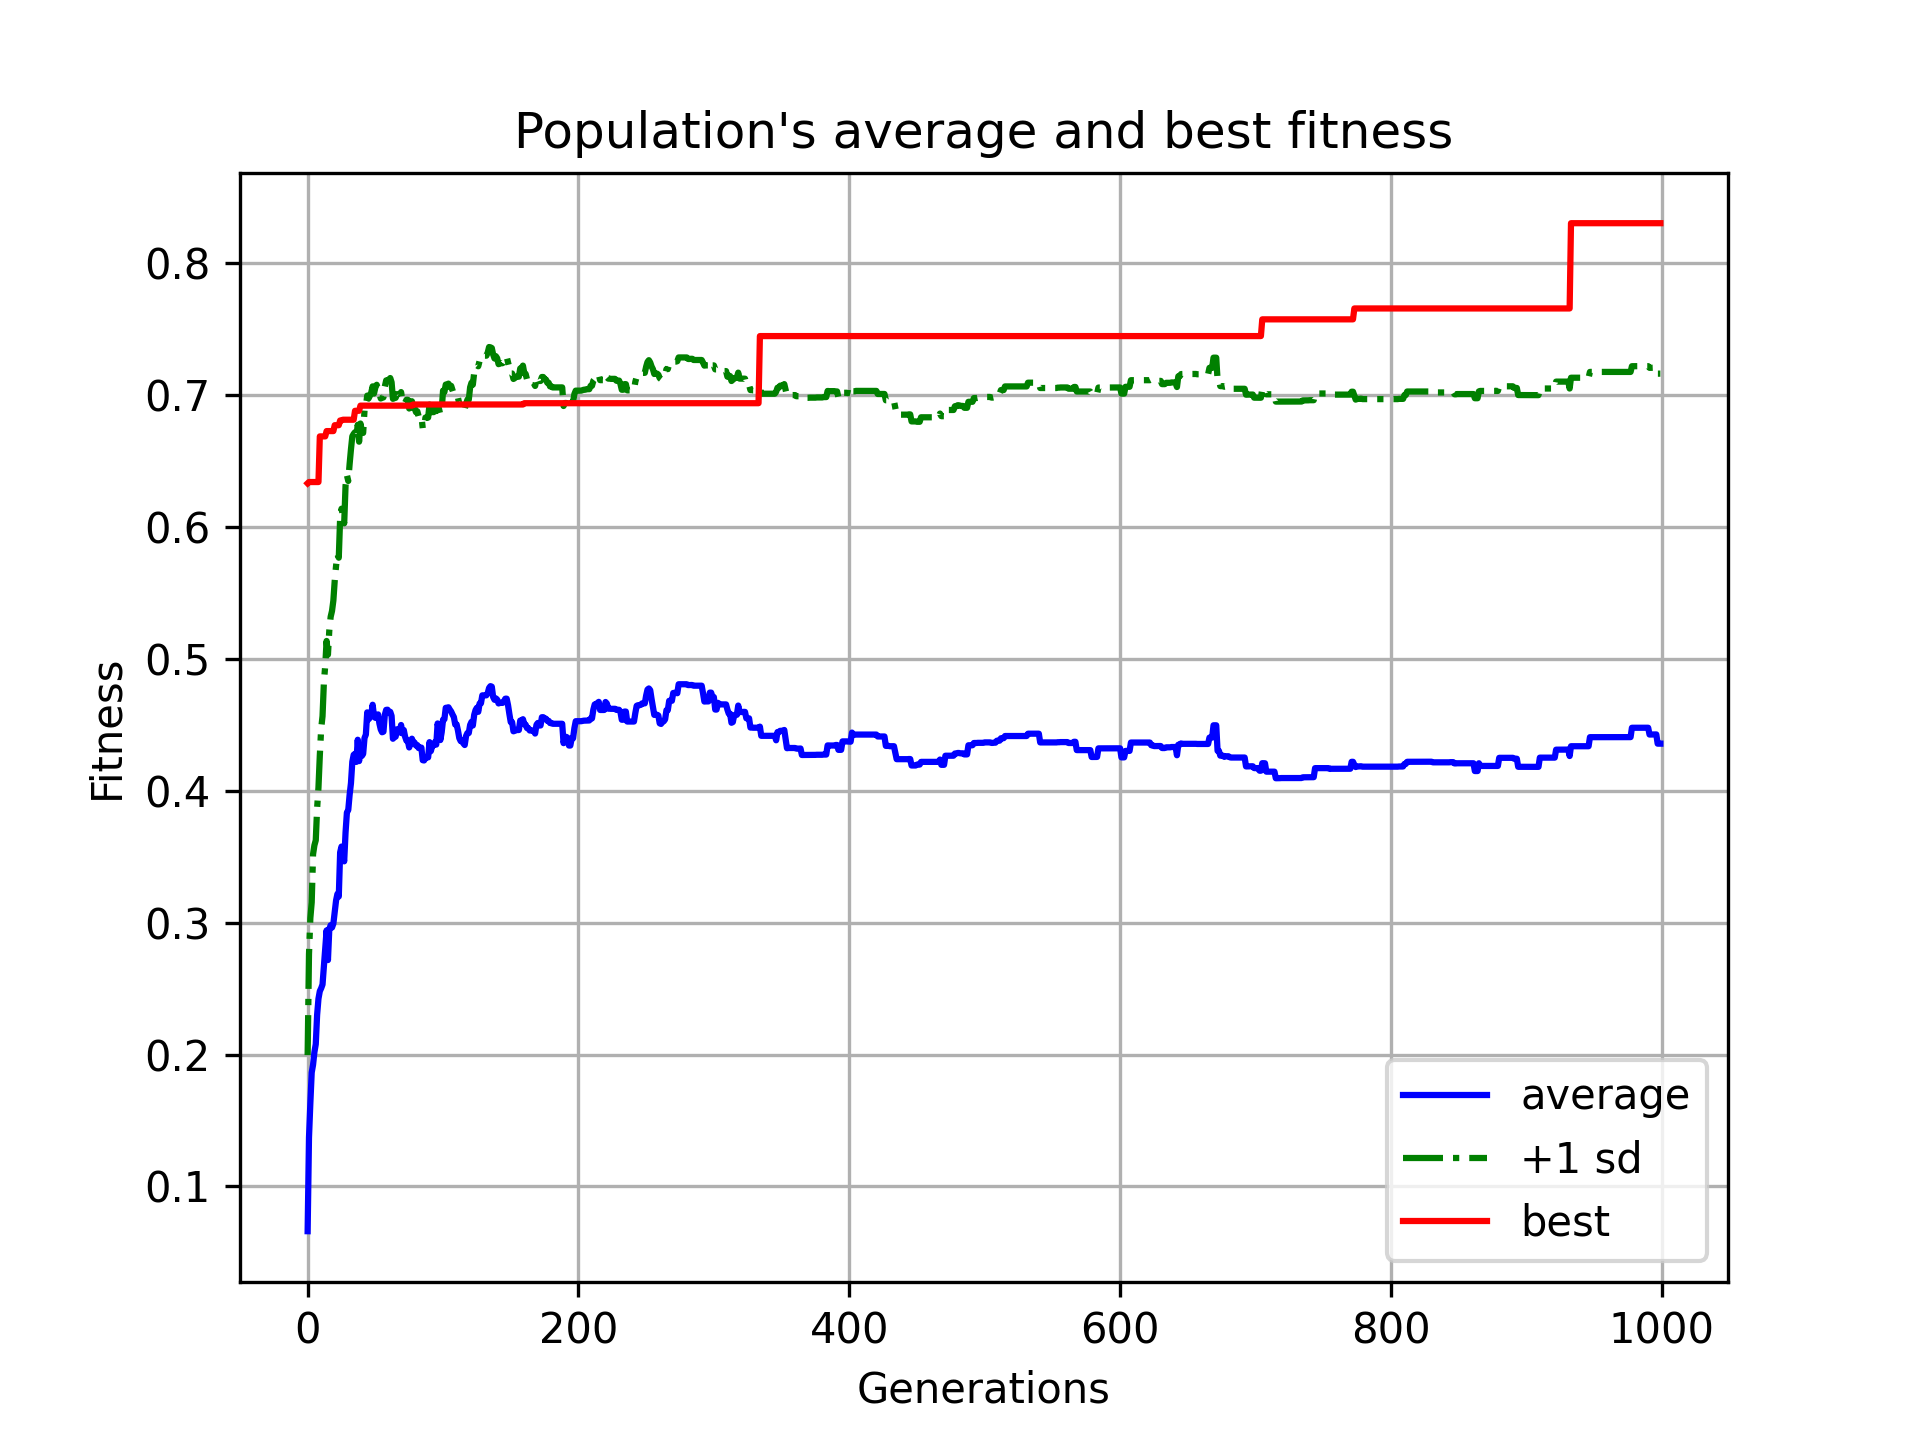 Population's average and best fitness
Fitness
0.8
0.7
0.6
0.5
0.4
0.3
0.2
0.1
average
+1 sd
best
0 200 400 600 800 1000
Generations